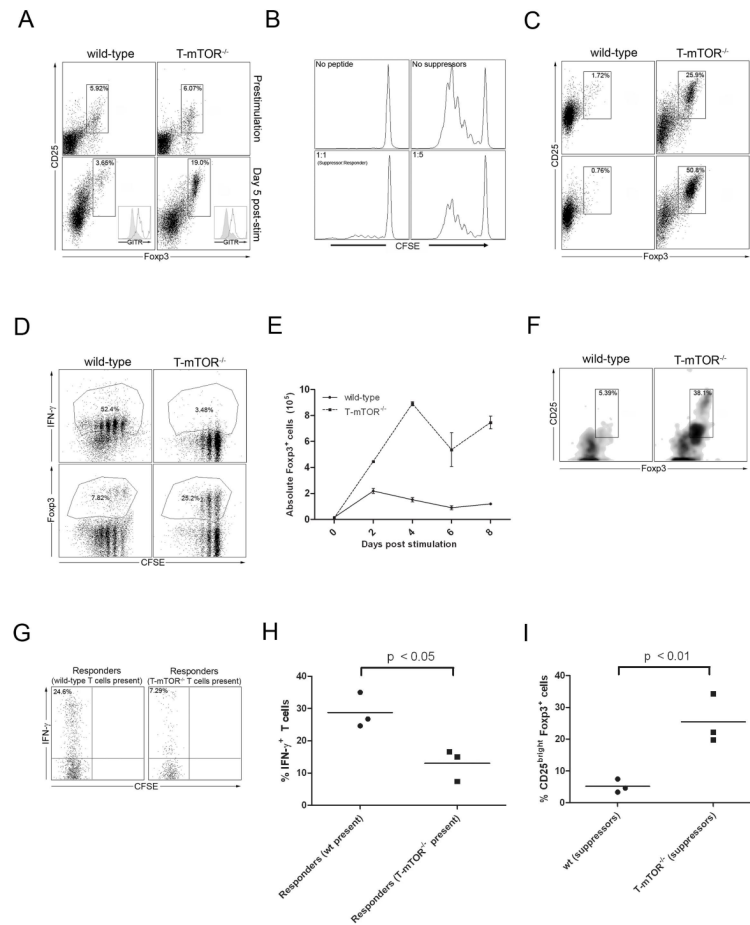 A
wild-type
T-mTOR-/-
5.92%
6.07%
Prestimulation
3.65%
19.0%
Day 5 post-stim
GITR
GITR
CD25
Foxp3
B
No peptide
No suppressors
1:1
(Suppressor Responder)
1:5
CFSE
C
wild-type
T-mTOR-/-
1.72%
25.9%
0.76%
50.8%
CD25
Foxp3
D
wild-type
T-mTOR-/-
IFN-γ
52.4%
3.48%
Foxp3
7.82%
25.2%
CFSE
E
wild-type
T-mTOR-/-
Absolute Foxp3+ cells (10^5)
10
8
6
4
2
0
0 2 4 6 8
Days post stimulation
F
wild-type
T-mTOR-/-
5.39%
38.1%
CD25
Foxp3
G
Responders
(wild-type T cells present)
Responders
(T-mTOR-/- T cells present)
24.6%
7.29%
IFN-γ
CFSE
H
p < 0.05
% IFN-γ+ T cells
40
30
20
10
0
Responders (wt present)
Responders (T-mTOR-/- present)
I
p < 0.01
% CD25bright Foxp3+ cells
40
30
20
10
0
wt (suppressors)
T-mTOR-/- (suppressors)